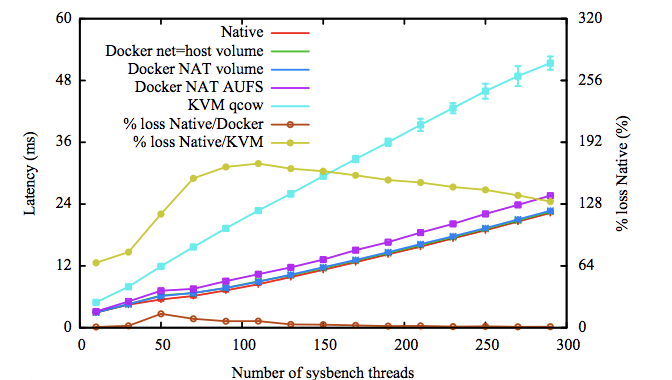 60
48
36
24
12
0
Latency (ms)
Native
Docker net=host volume
Docker NAT volume
Docker NAT AUFS
KVM qcow
% loss Native/Docker
% loss Native/KVM
320
256
192
128
64
0
% loss Native (%)
0 50 100 150 200 250 300
Number of sysbench threads